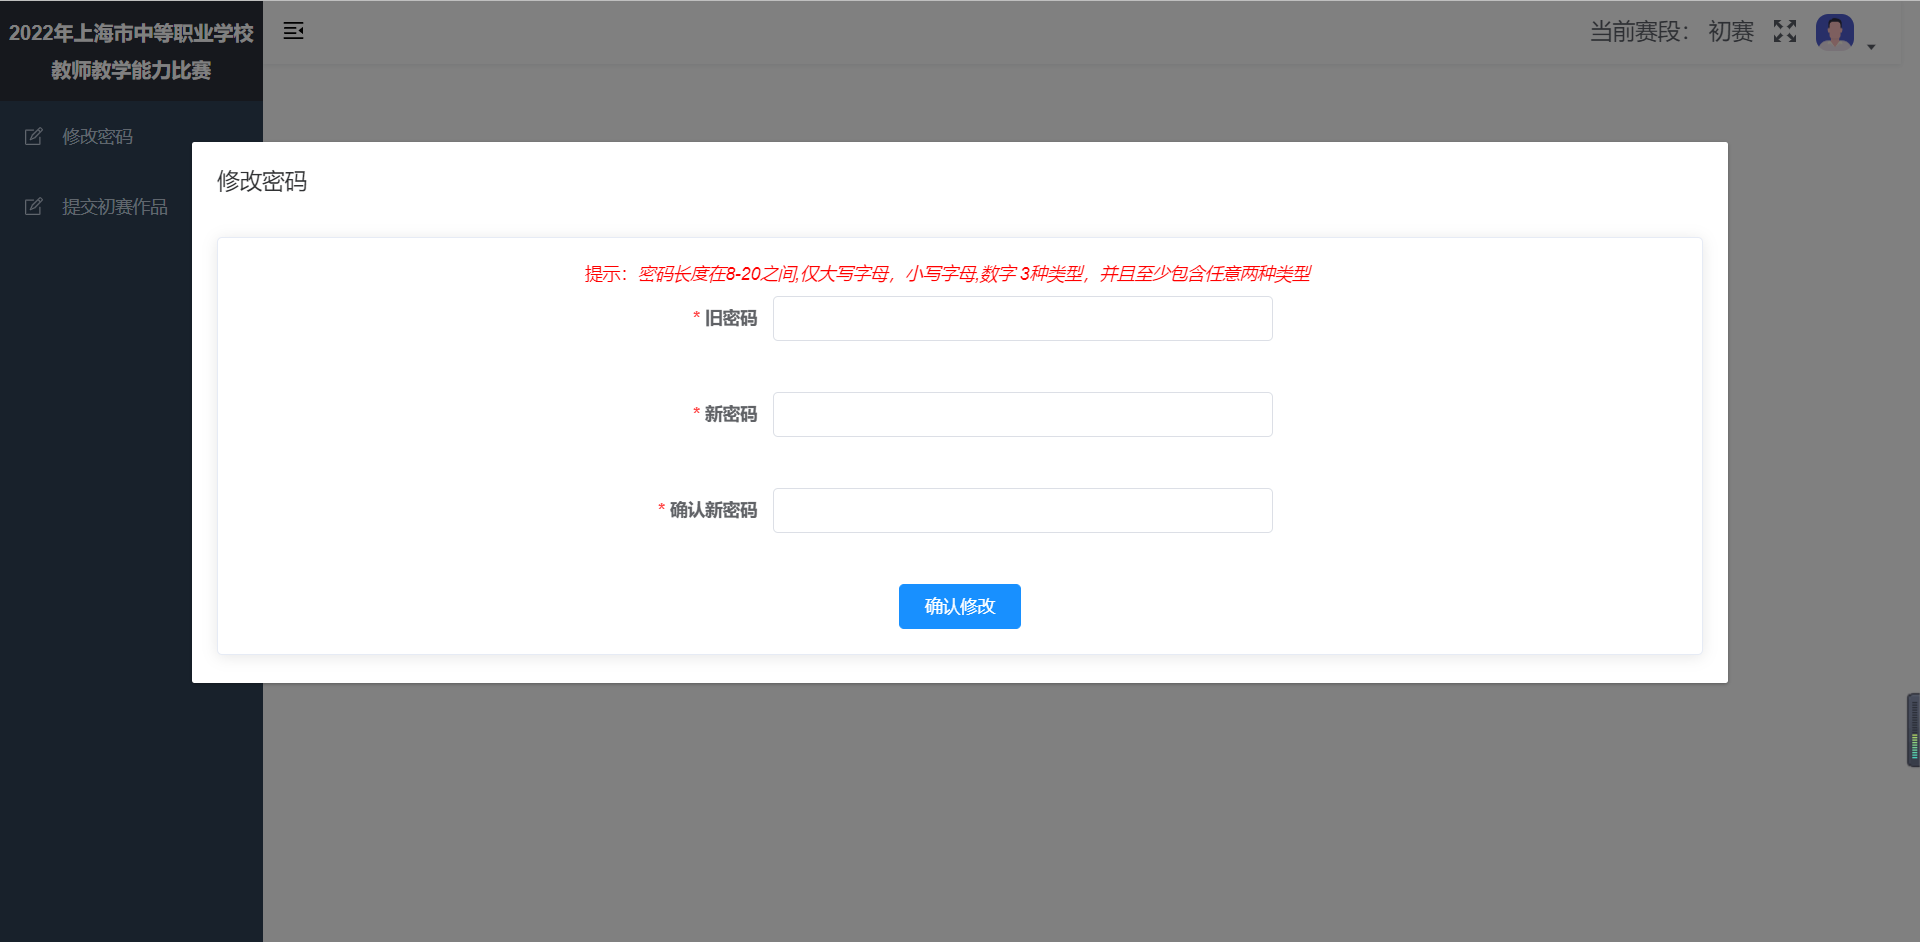 2022年上海市中等职业学校
教师教学能力比赛
当前赛段： 初赛
修改密码
提交初赛作品
修改密码
提示：密码长度在8-20之间,仅大写字母，小写字母,数字 3种类型，并且至少包含任意两种类型
* 旧密码
* 新密码
* 确认新密码
确认修改